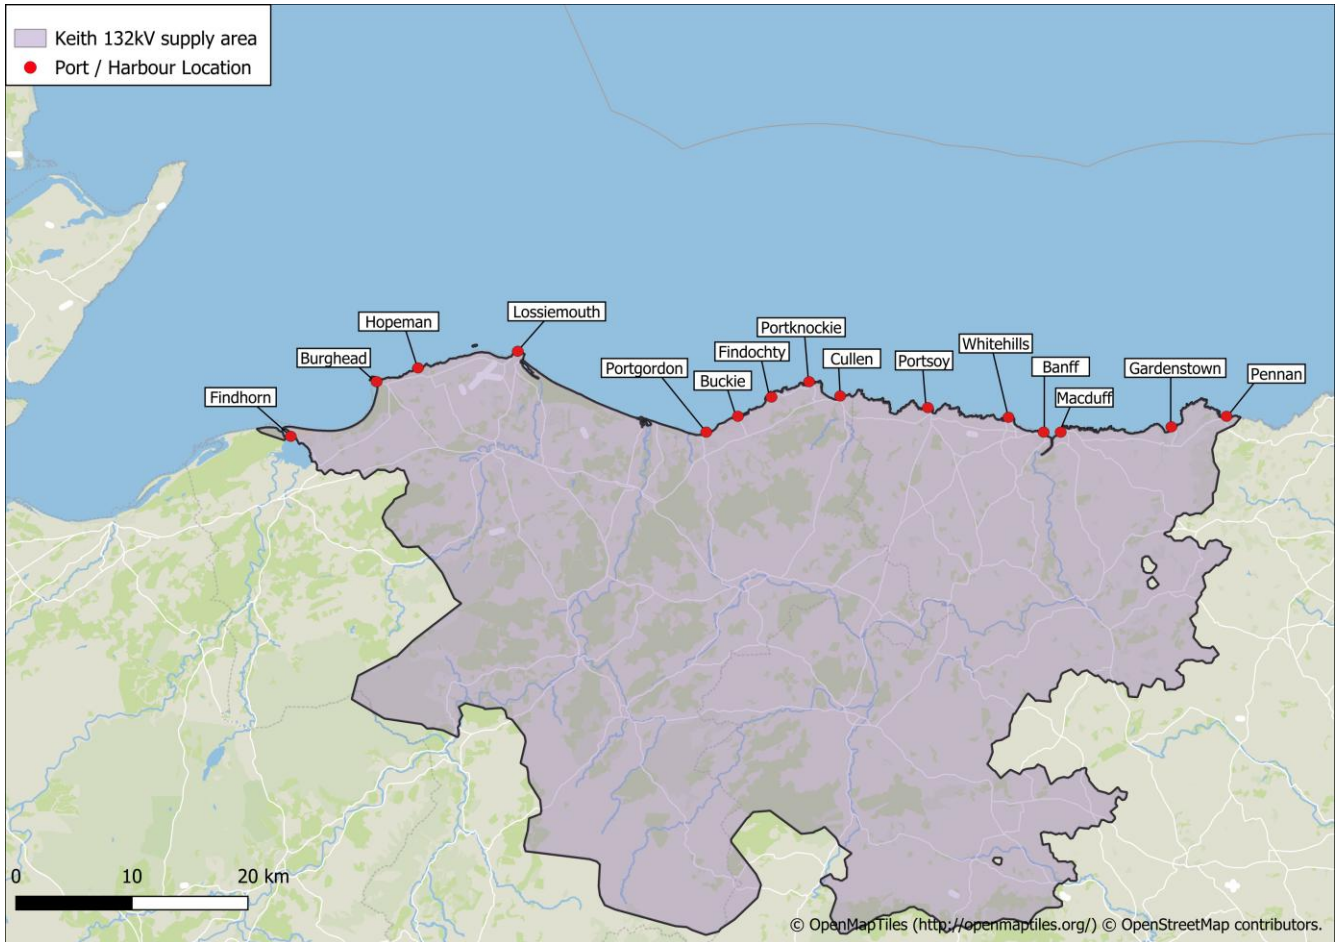 Keith 132kV supply area
Port / Harbour Location
Lossiemouth
Hopeman
Portknockie
Whitehills
Burghead
Findochty
Cullen
Portsoy
Banff
Gardenstown
Portgordon
Pennan
Buckie
Macduff
Findhorn
0 10 20 km
© OpenMapTiles (http://openmaptiles.org/) © OpenStreetMap contributors.